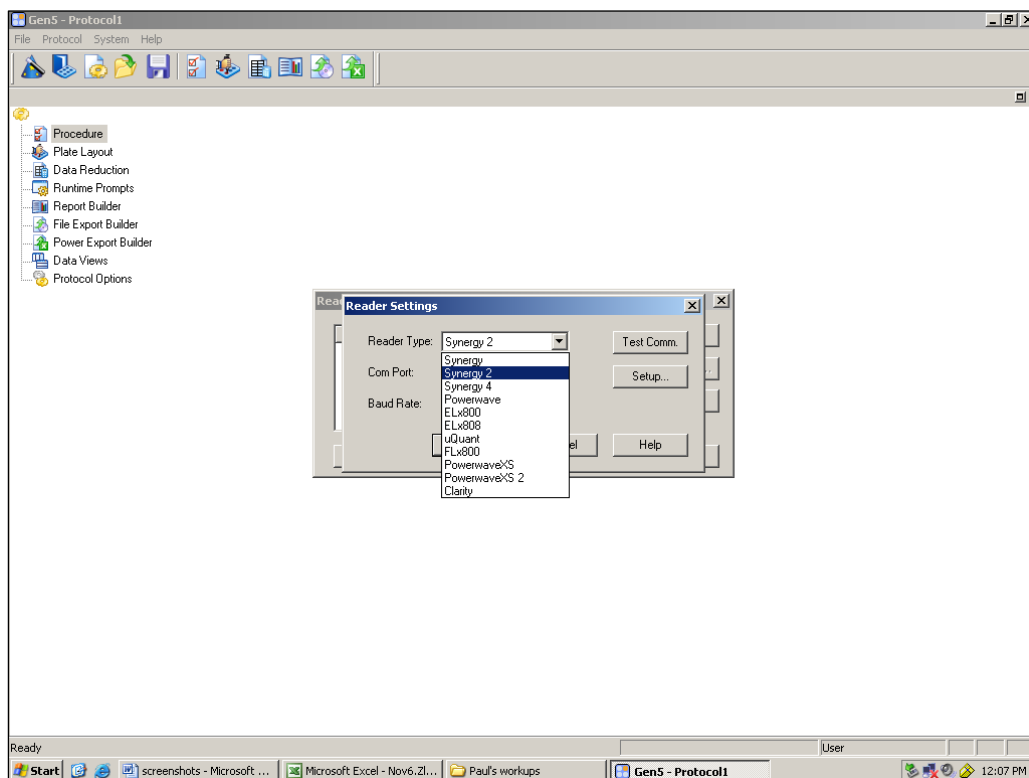 Gen5 - Protocol1
File Protocol System Help
Procedure
Plate Layout
Data Reduction
Runtime Prompts
Report Builder
File Export Builder
Power Export Builder
Data Views
Protocol Options
Reader Settings
Reader Type: Synergy 2 Test Comm.
Synergy
Com Port: Synergy 2 Setup...
Synergy 4
Powerwave
Baud Rate: ELx800
ELx808
uQuant
Help
FLx800
PowerwaveXS
PowerwaveXS 2
Clarity
Ready User
Start screenshots - Microsoft ... Microsoft Excel - Nov6.Zl... Paul's workups Gen5 - Protocol1 12:07 PM